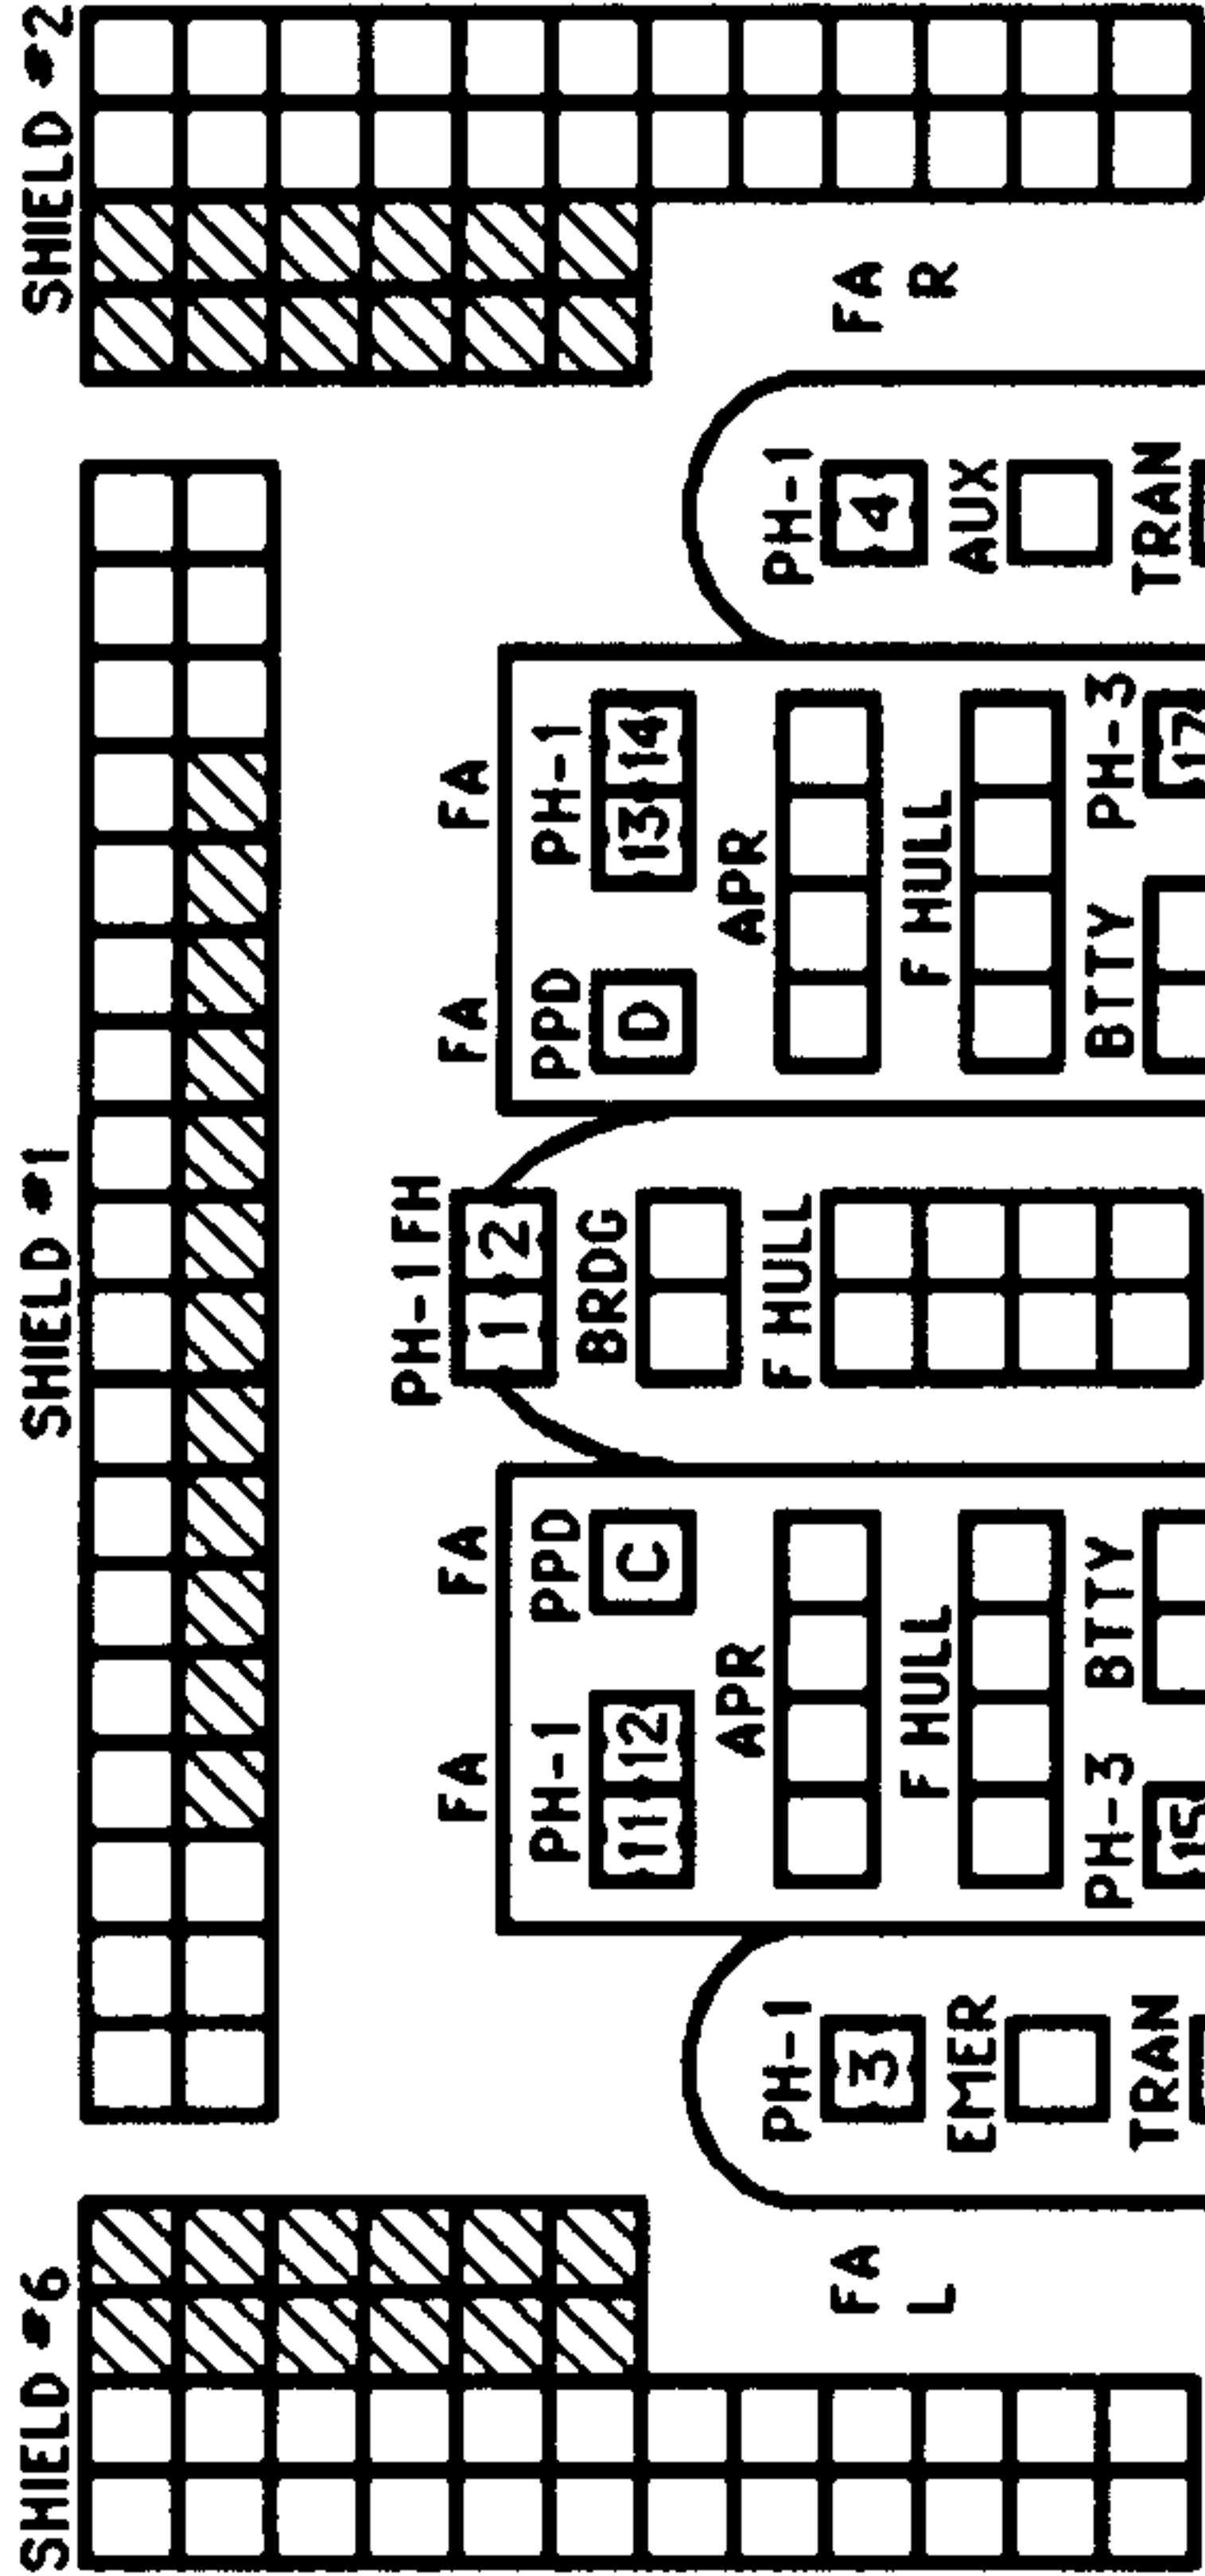 SHIELD #6
SHIELD #1
SHIELD #2
PH-1FH
1 2
FA
FA
FA
FA
PH-1
PPD
BRDG
PPD
PH-1
11 12
C
D
13 14
FA
L
APR
F HULL
APR
FA
R
PH-1
3
PH-1
4
F HULL
F HULL
EMER
AUX
PH-3
BTTY
BTTY
PH-3
15
17
TRAN
TRAN